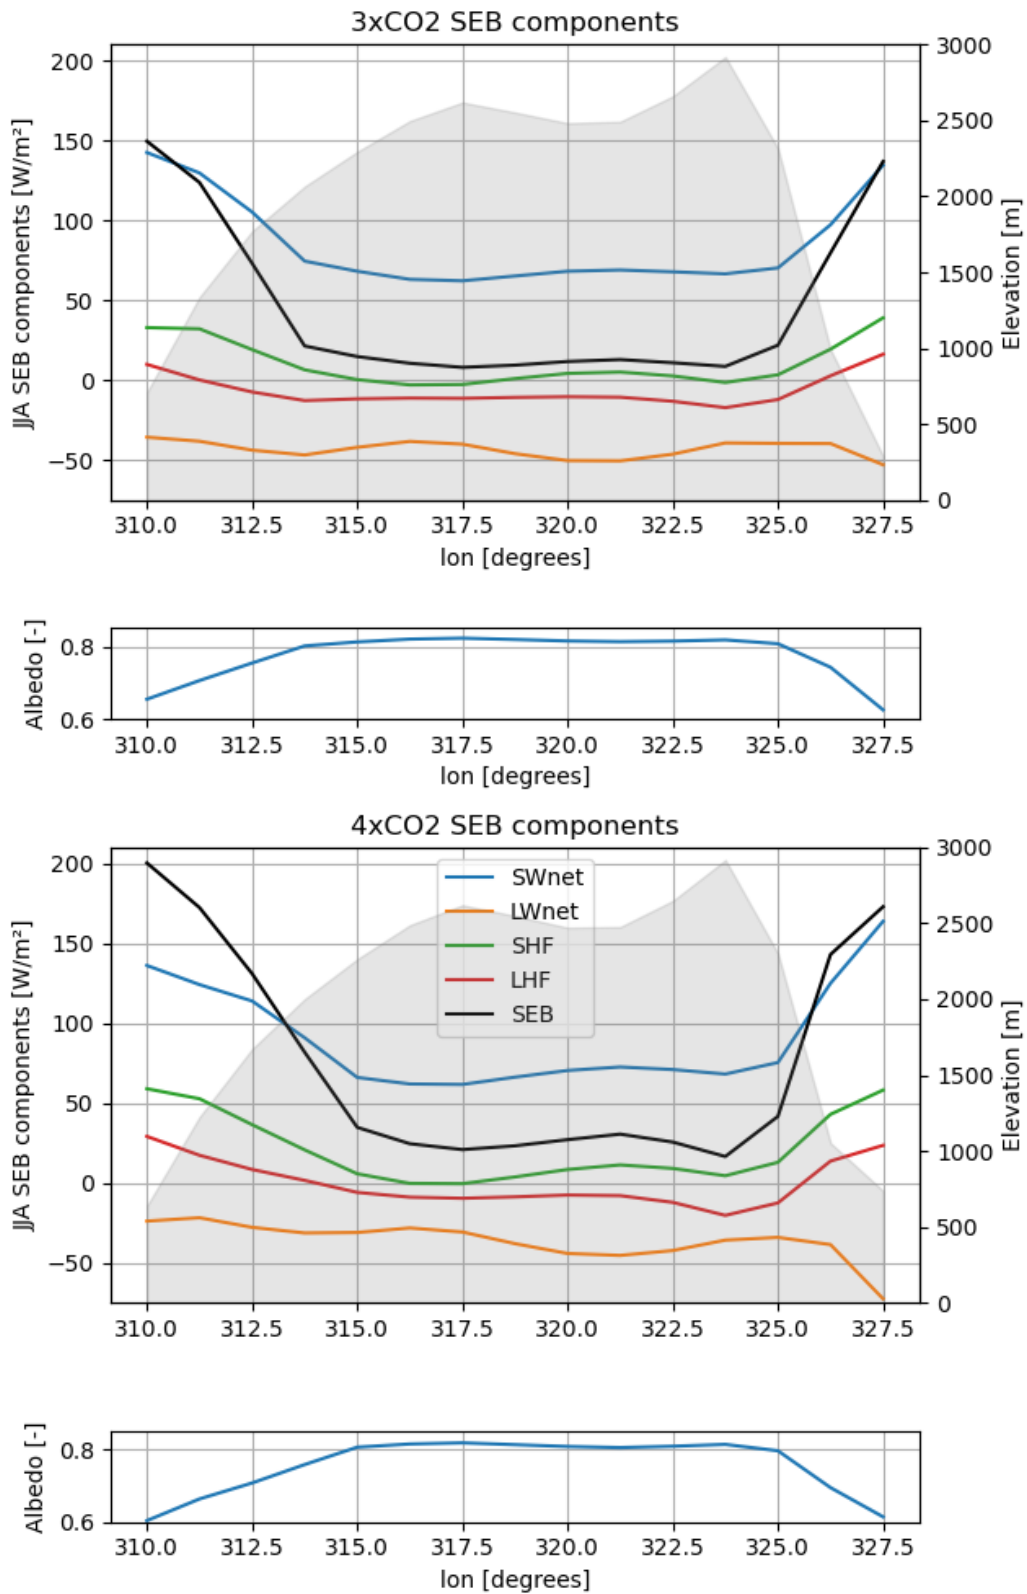 3xCO2 SEB components
200
150
100
50
0
−50
JJA SEB components [W/m²]
3000
2500
2000
1500
1000
500
0
Elevation [m]
310.0 312.5 315.0 317.5 320.0 322.5 325.0 327.5
lon [degrees]
0.8
0.6
Albedo [-]
310.0 312.5 315.0 317.5 320.0 322.5 325.0 327.5
lon [degrees]
4xCO2 SEB components
200
150
100
50
0
−50
JJA SEB components [W/m²]
SWnet
LWnet
SHF
LHF
SEB
3000
2500
2000
1500
1000
500
0
Elevation [m]
310.0 312.5 315.0 317.5 320.0 322.5 325.0 327.5
0.8
0.6
Albedo [-]
310.0 312.5 315.0 317.5 320.0 322.5 325.0 327.5
lon [degrees]